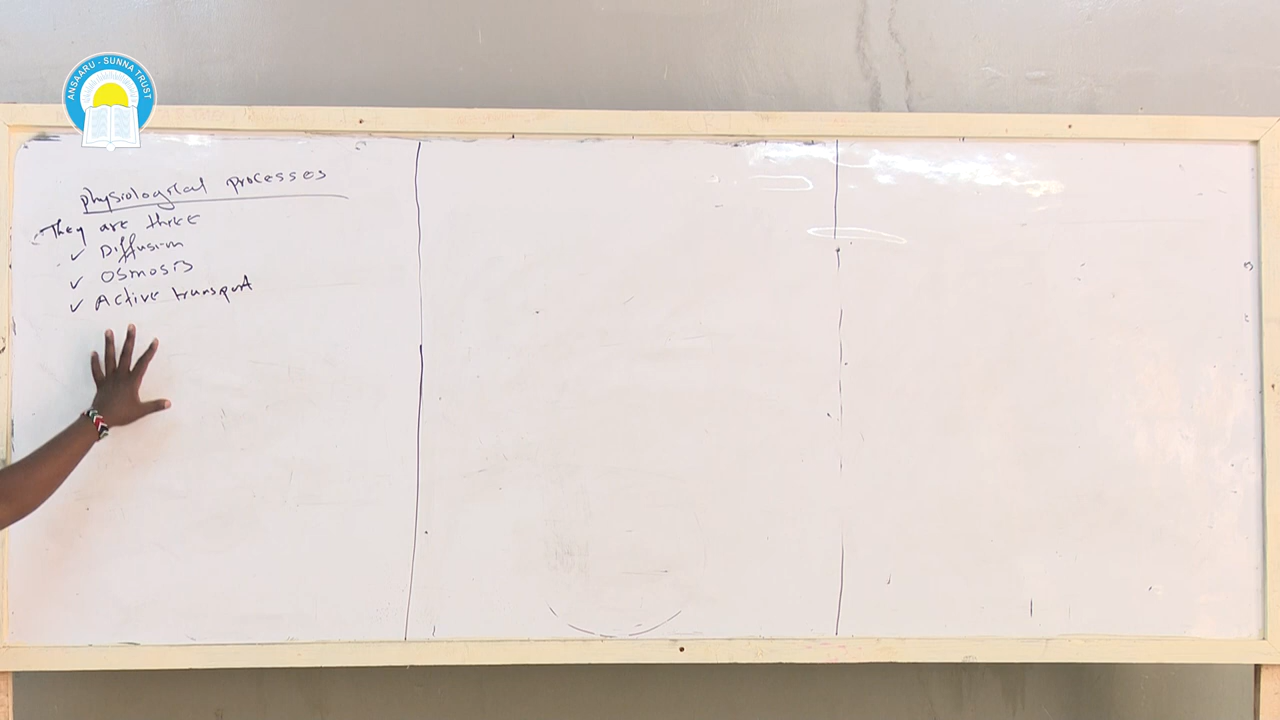 ANSAARU - SUNNA TRUST
physiological processes
They are three
✓ Diffusion
✓ Osmosis
✓ Active transport